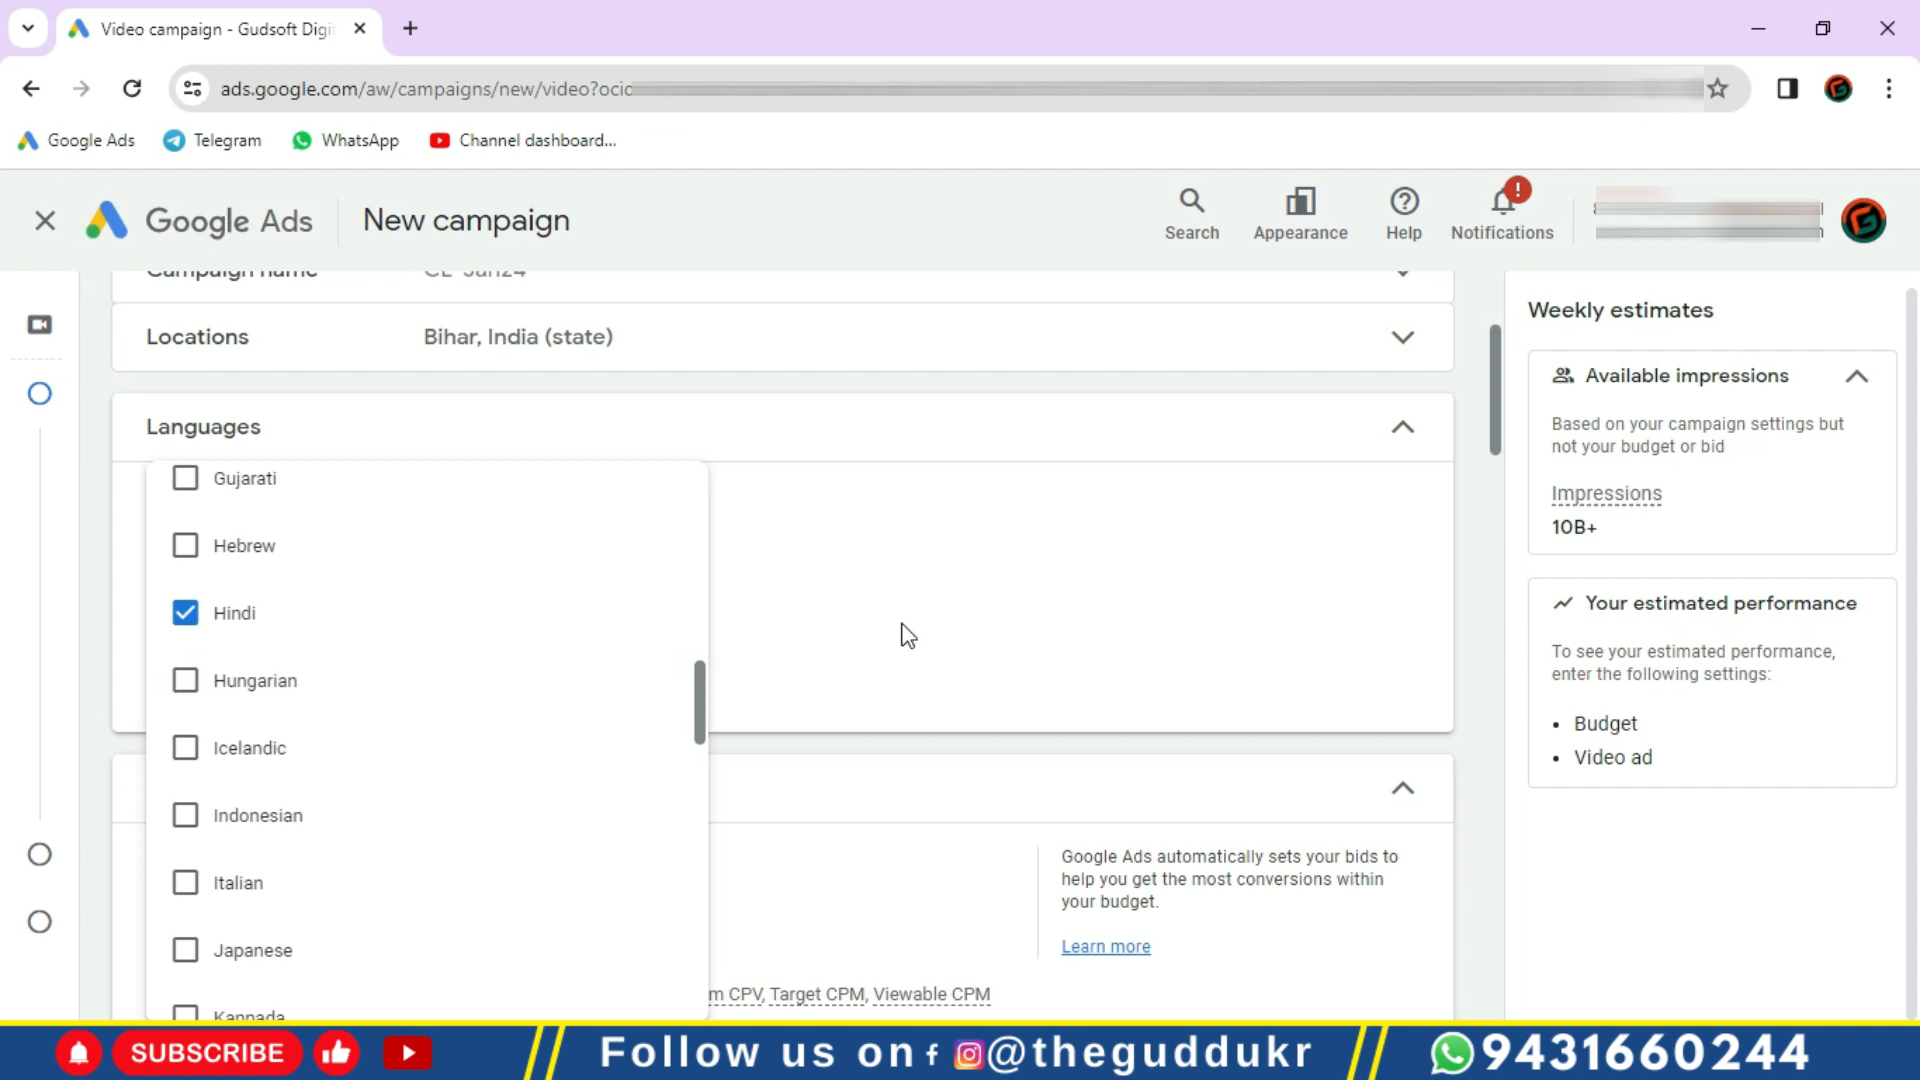 Video campaign - Gudsoft Digi
ads.google.com/aw/campaigns/new/video?ocid
Google Ads
Telegram
WhatsApp
Channel dashboard...
Google Ads
New campaign
Search
Appearance
Help
!
Notifications
Campaign name
CL-Jan24
Locations
Bihar, India (state)
Languages
Gujarati
Hebrew
Hindi
Hungarian
Icelandic
Indonesian
Italian
Japanese
Kannada
Google Ads automatically sets your bids to
help you get the most conversions within
your budget.
Learn more
m CPV, Target CPM, Viewable CPM
Weekly estimates
Available impressions
Based on your campaign settings but
not your budget or bid
Impressions
10B+
Your estimated performance
To see your estimated performance,
enter the following settings:
• Budget
• Video ad
SUBSCRIBE
Follow us on @theguddukr
9431660244